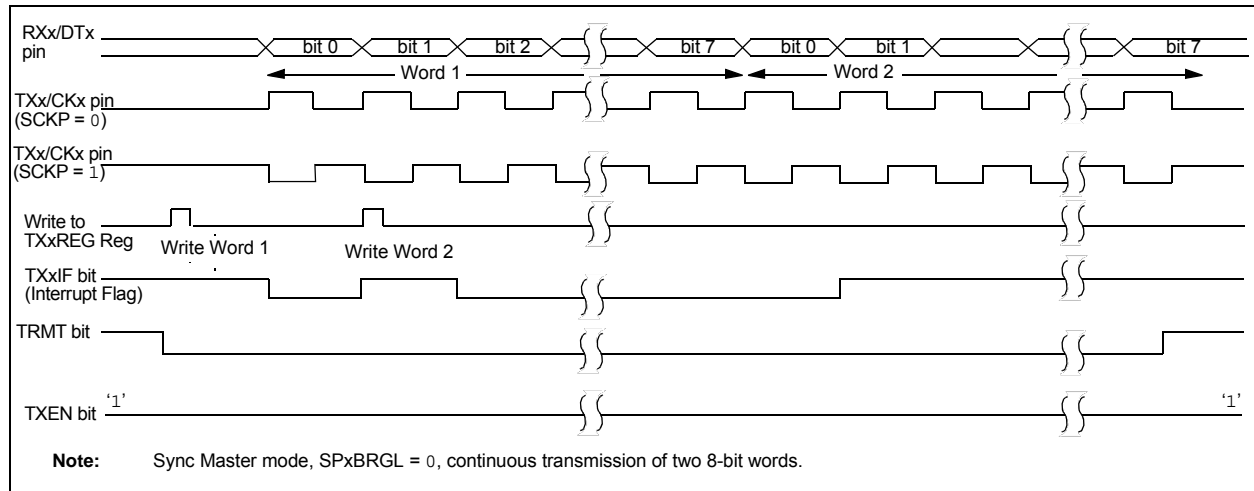 RXx/DTx
pin
bit 0 bit 1 bit 2 bit 7 bit 0 bit 1 bit 7
Word 1 Word 2
TXx/CKx pin
(SCKP = 0)
TXx/CKx pin
(SCKP = 1)
Write to
TXxREG Reg
Write Word 1 Write Word 2
TXxIF bit
(Interrupt Flag)
TRMT bit
TXEN bit
‘1’ ‘1’
Note: Sync Master mode, SPxBRGL = 0, continuous transmission of two 8-bit words.